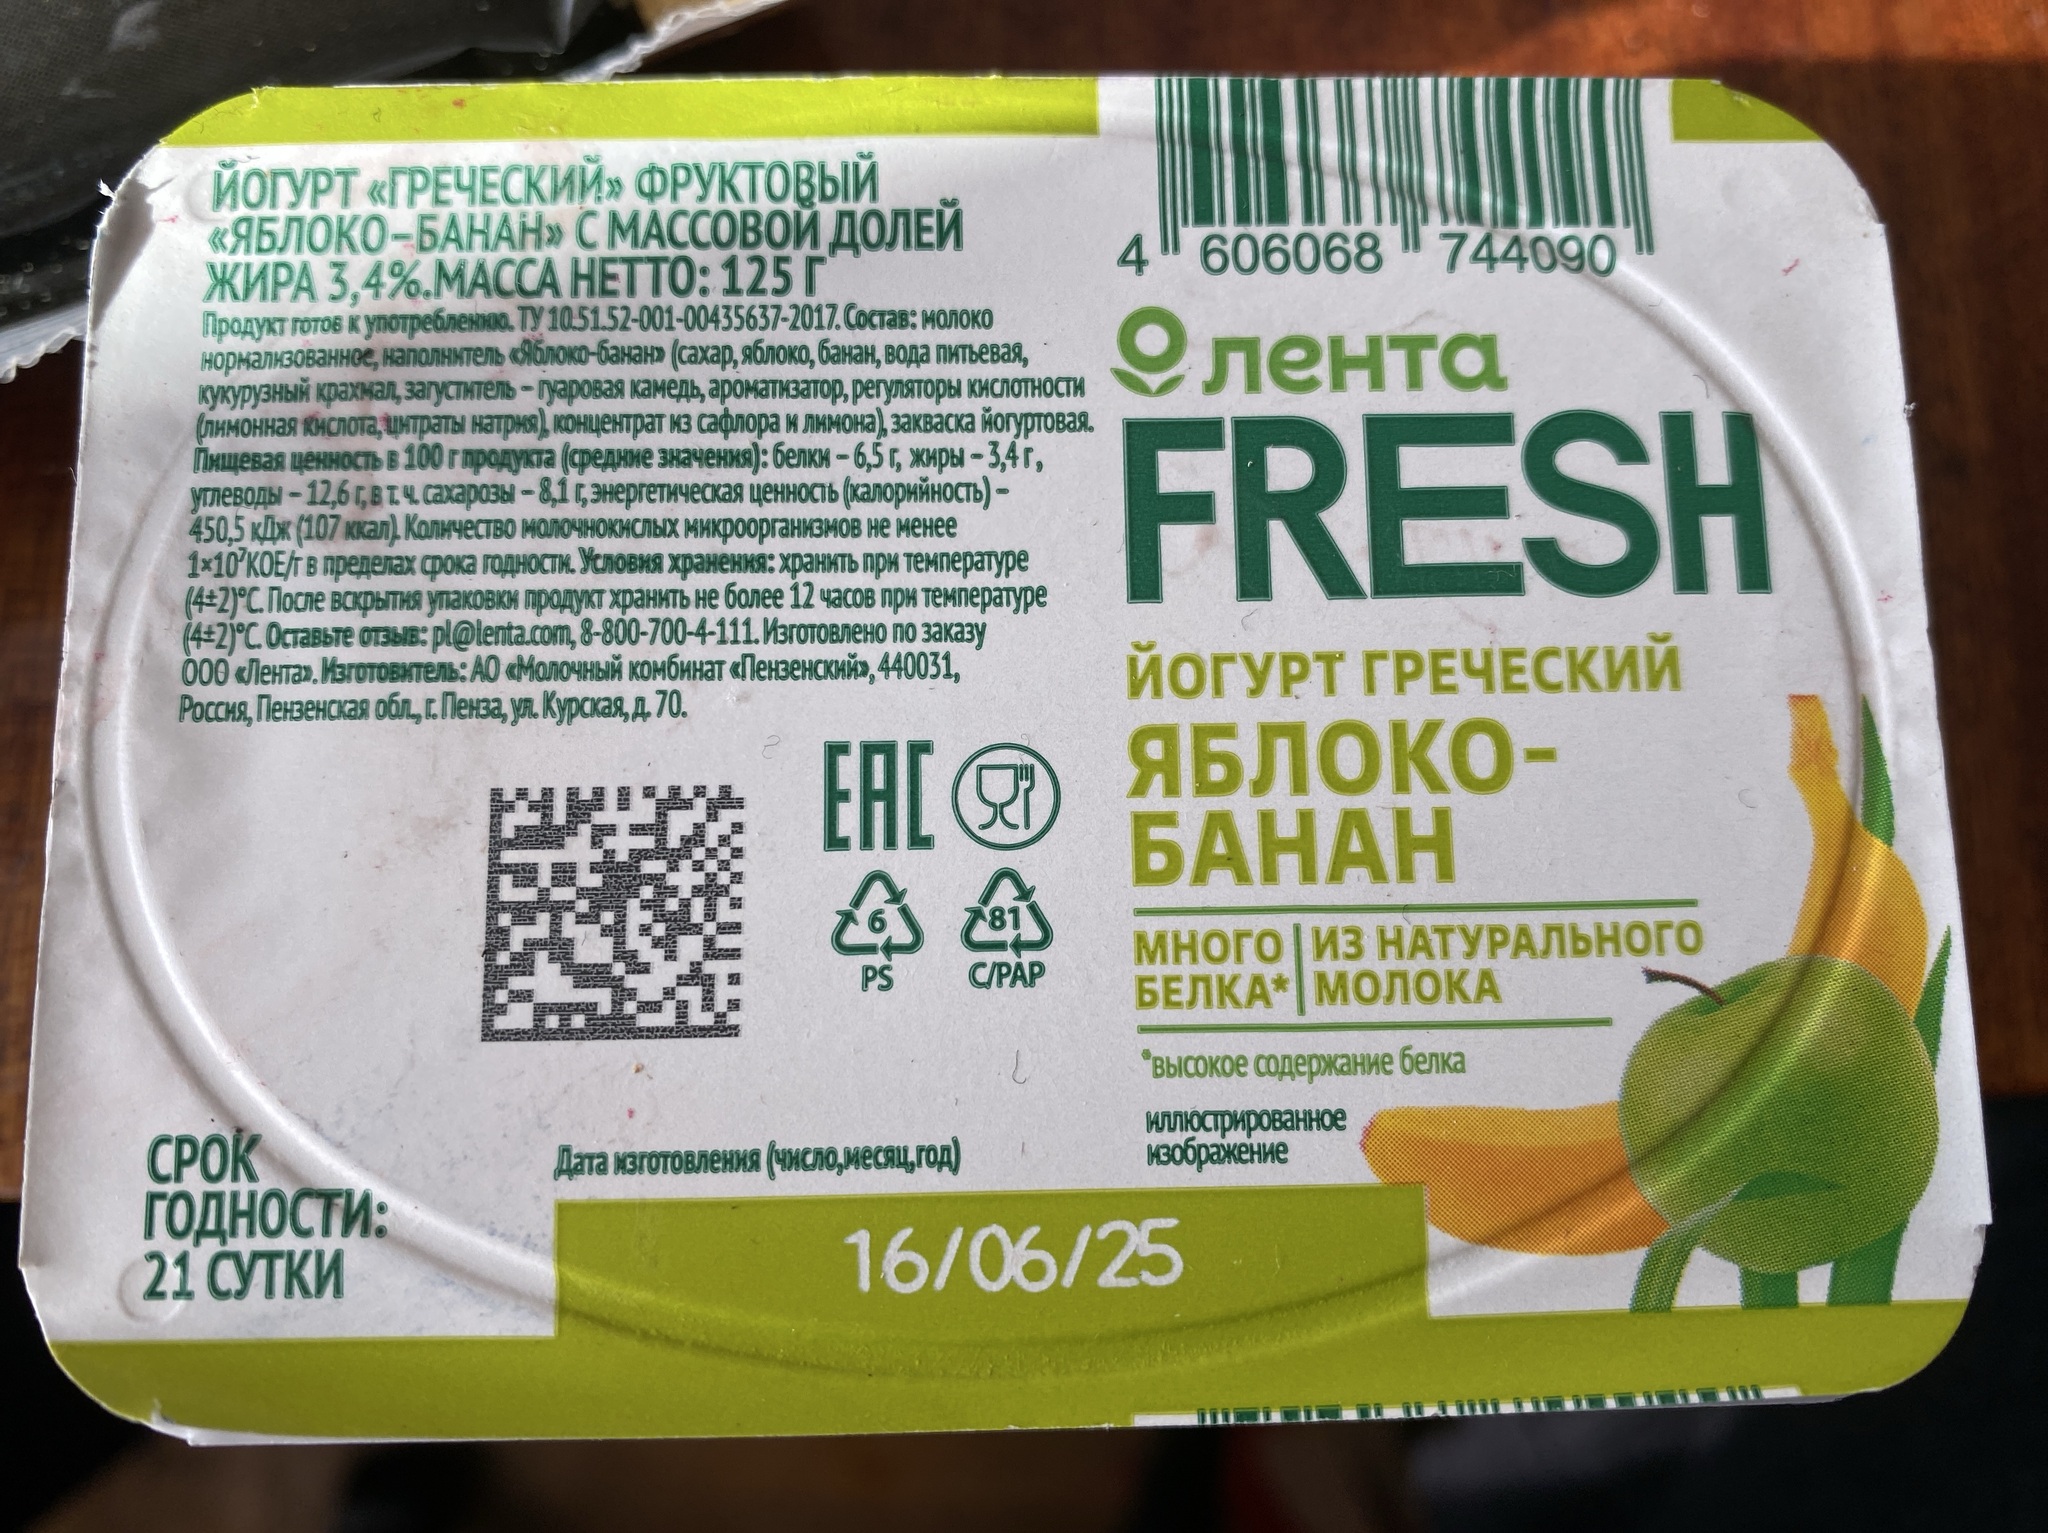 ЙОГУРТ «ГРЕЧЕСКИЙ» ФРУКТОВЫЙ
«ЯБЛОКО-БАНАН» С МАССОВОЙ ДОЛЕЙ
ЖИРА 3,4%.МАССА НЕТТО: 125 Г
Продукт готов к употреблению. ТУ 10.51.52-001-00435637-2017. Состав: молоко
нормализованное, наполнитель «Яблоко-банан» (сахар, яблоко, банан, вода питьевая,
кукурузный крахмал, загуститель – гуаровая камедь, ароматизатор, регуляторы кислотности
(лимонная кислота, цитраты натрия), концентрат из сафлора и лимона), закваска йогуртовая.
Пищевая ценность в 100 г продукта (средние значения): белки – 6,5 г, жиры – 3,4 г,
углеводы – 12,6 г, в т. ч. сахарозы – 8,1 г, энергетическая ценность (калорийность) –
450,5 кДж (107 ккал). Количество молочнокислых микроорганизмов не менее
1×10⁷КОЕ/г в пределах срока годности. Условия хранения: хранить при температуре
(4±2)°С. После вскрытия упаковки продукт хранить не более 12 часов при температуре
(4±2)°С. Оставьте отзыв: pl@lenta.com, 8-800-700-4-111. Изготовлено по заказу
ООО «Лента». Изготовитель: АО «Молочный комбинат «Пензенский», 440031,
Россия, Пензенская обл., г. Пенза, ул. Курская, д. 70.
EAC
6
PS
81
C/PAP
СРОК
ГОДНОСТИ:
21 СУТКИ
Дата изготовления (число,месяц,год)
16/06/25
4 606068 744090
лента
FRESH
ЙОГУРТ ГРЕЧЕСКИЙ
ЯБЛОКО-
БАНАН
МНОГО
БЕЛКА*
ИЗ НАТУРАЛЬНОГО
МОЛОКА
*высокое содержание белка
иллюстрированное
изображение